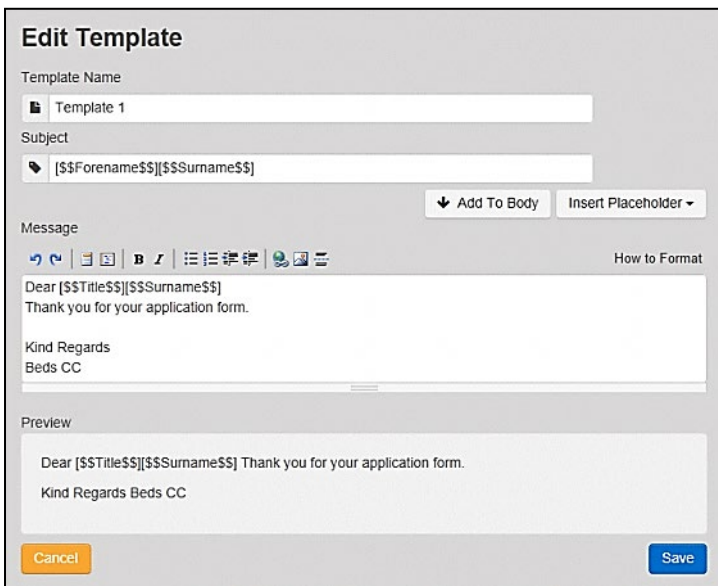 Edit Template
Template Name
Template 1
Subject
[$$Forename$$][$$Surname$$]
Add To Body Insert Placeholder
Message
B I How to Format
Dear [$$Title$$][$$Surname$$]
Thank you for your application form.
Kind Regards
Beds CC
Preview
Dear [$$Title$$][$$Surname$$] Thank you for your application form.
Kind Regards Beds CC
Cancel Save